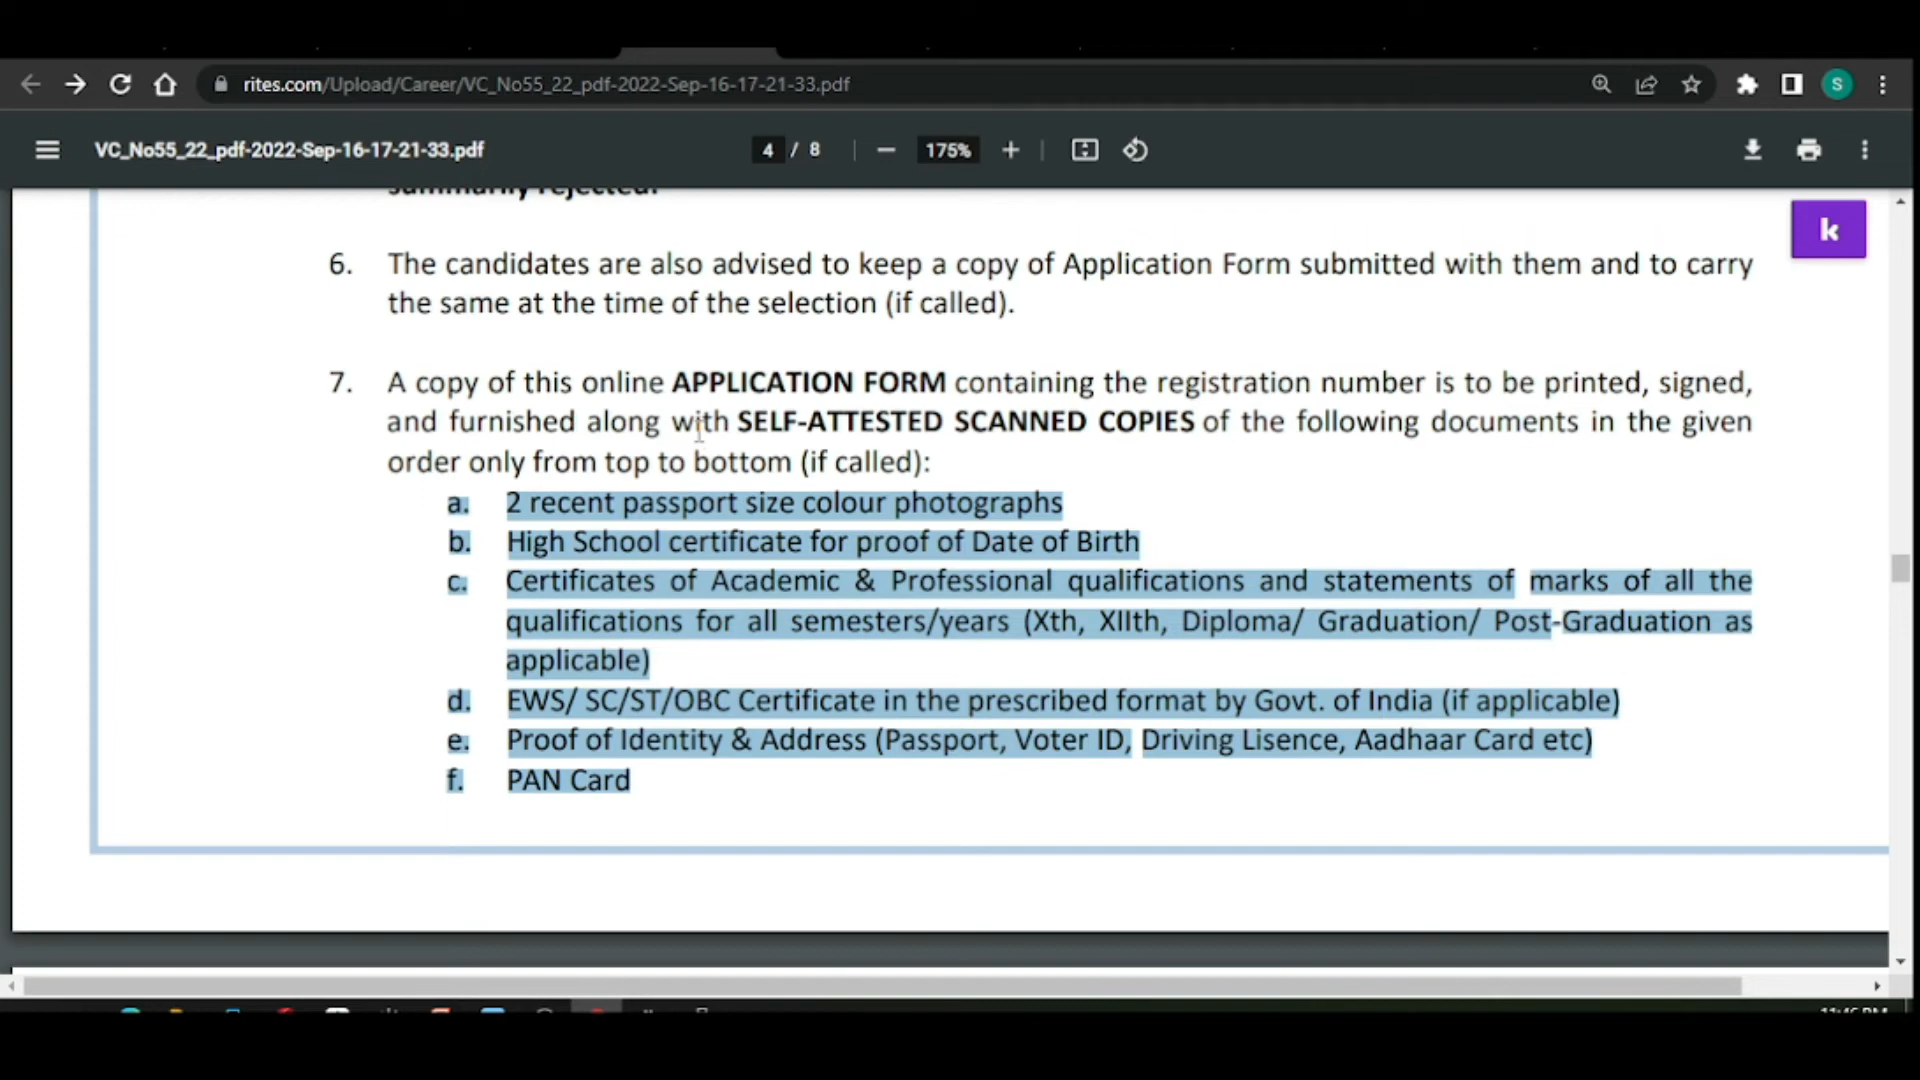 rites.com/Upload/Career/VC_No55_22_pdf-2022-Sep-16-17-21-33.pdf
S
VC_No55_22_pdf-2022-Sep-16-17-21-33.pdf
4 / 8
175%
summarily rejected.
k
6. The candidates are also advised to keep a copy of Application Form submitted with them and to carry
the same at the time of the selection (if called).
7. A copy of this online APPLICATION FORM containing the registration number is to be printed, signed,
and furnished along with SELF-ATTESTED SCANNED COPIES of the following documents in the given
order only from top to bottom (if called):
a. 2 recent passport size colour photographs
b. High School certificate for proof of Date of Birth
c. Certificates of Academic & Professional qualifications and statements of marks of all the
qualifications for all semesters/years (Xth, XIIth, Diploma/ Graduation/ Post-Graduation as
applicable)
d. EWS/ SC/ST/OBC Certificate in the prescribed format by Govt. of India (if applicable)
e. Proof of Identity & Address (Passport, Voter ID, Driving Lisence, Aadhaar Card etc)
f. PAN Card